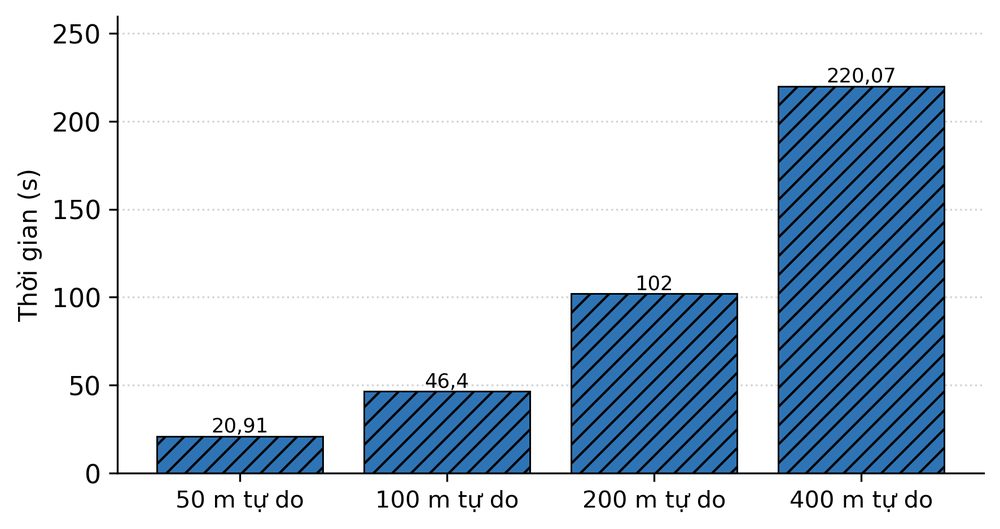 Thời gian (s)
250
200
150
100
50
0
20,91
46,4
102
220,07
50 m tự do
100 m tự do
200 m tự do
400 m tự do